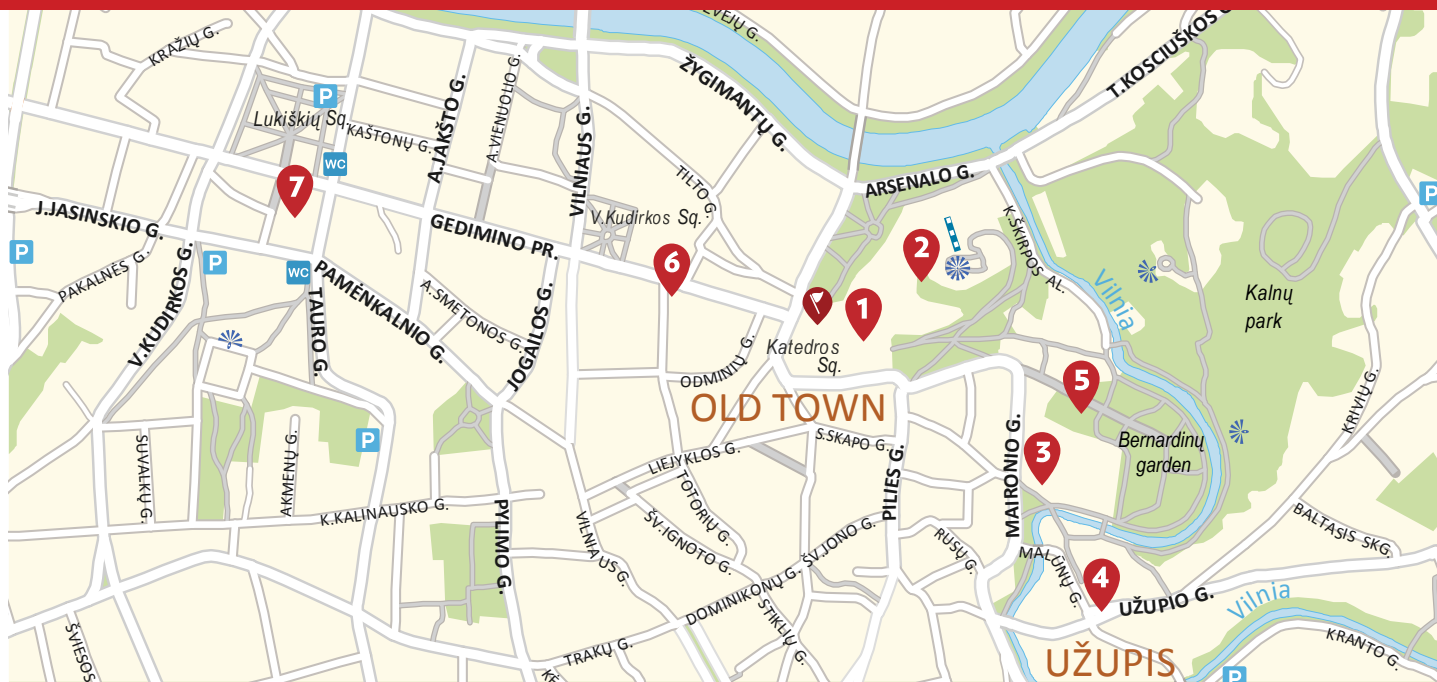 KRAŽIŲ G.
ŽVEJŲ G.
T.KOSCIUŠKOS G.
P
Lukiškių Sq.
KAŠTONŲ G.
A.JAKŠTO G.
A.VIENUOLIO G.
VILNIAUS G.
ŽYGIMANTŲ G.
WC
7
TILTO G.
ARSENALO G.
J.JASINSKIO G.
GEDIMINO PR.
V.Kudirkos Sq.
K.ŠKIRPOS AL.
P
P
PAKALNĖS G.
V.KUDIRKOS G.
P
WC
PAMĖNKALNIO G.
TAURO G.
A.SMETONOS G.
JOGAILOS G.
6
2
1
Vilnia
Kalnų
park
Katedros
Sq.
ODMINIŲ G.
OLD TOWN
5
KRIVIŲ G.
SUVALKŲ G.
AKMENŲ G.
P
LIEJYKLOS G.
S.SKAPO G.
PILIES G.
MAIRONIO G.
3
Bernardinų
garden
K.KALINAUSKO G.
PYLIMO G.
VILNIAUS G.
TOTORIŲ G.
ŠV.IGNOTO G.
DOMINIKONŲ G.
ŠV.JONO G.
RUSŲ G.
MALŪNŲ G.
BALTASIS SKG.
4
UŽUPIO G.
Vilnia
STIKLIŲ G.
ŠVIESOS
TRAKŲ G.
KRANTO G.
UŽUPIS
P